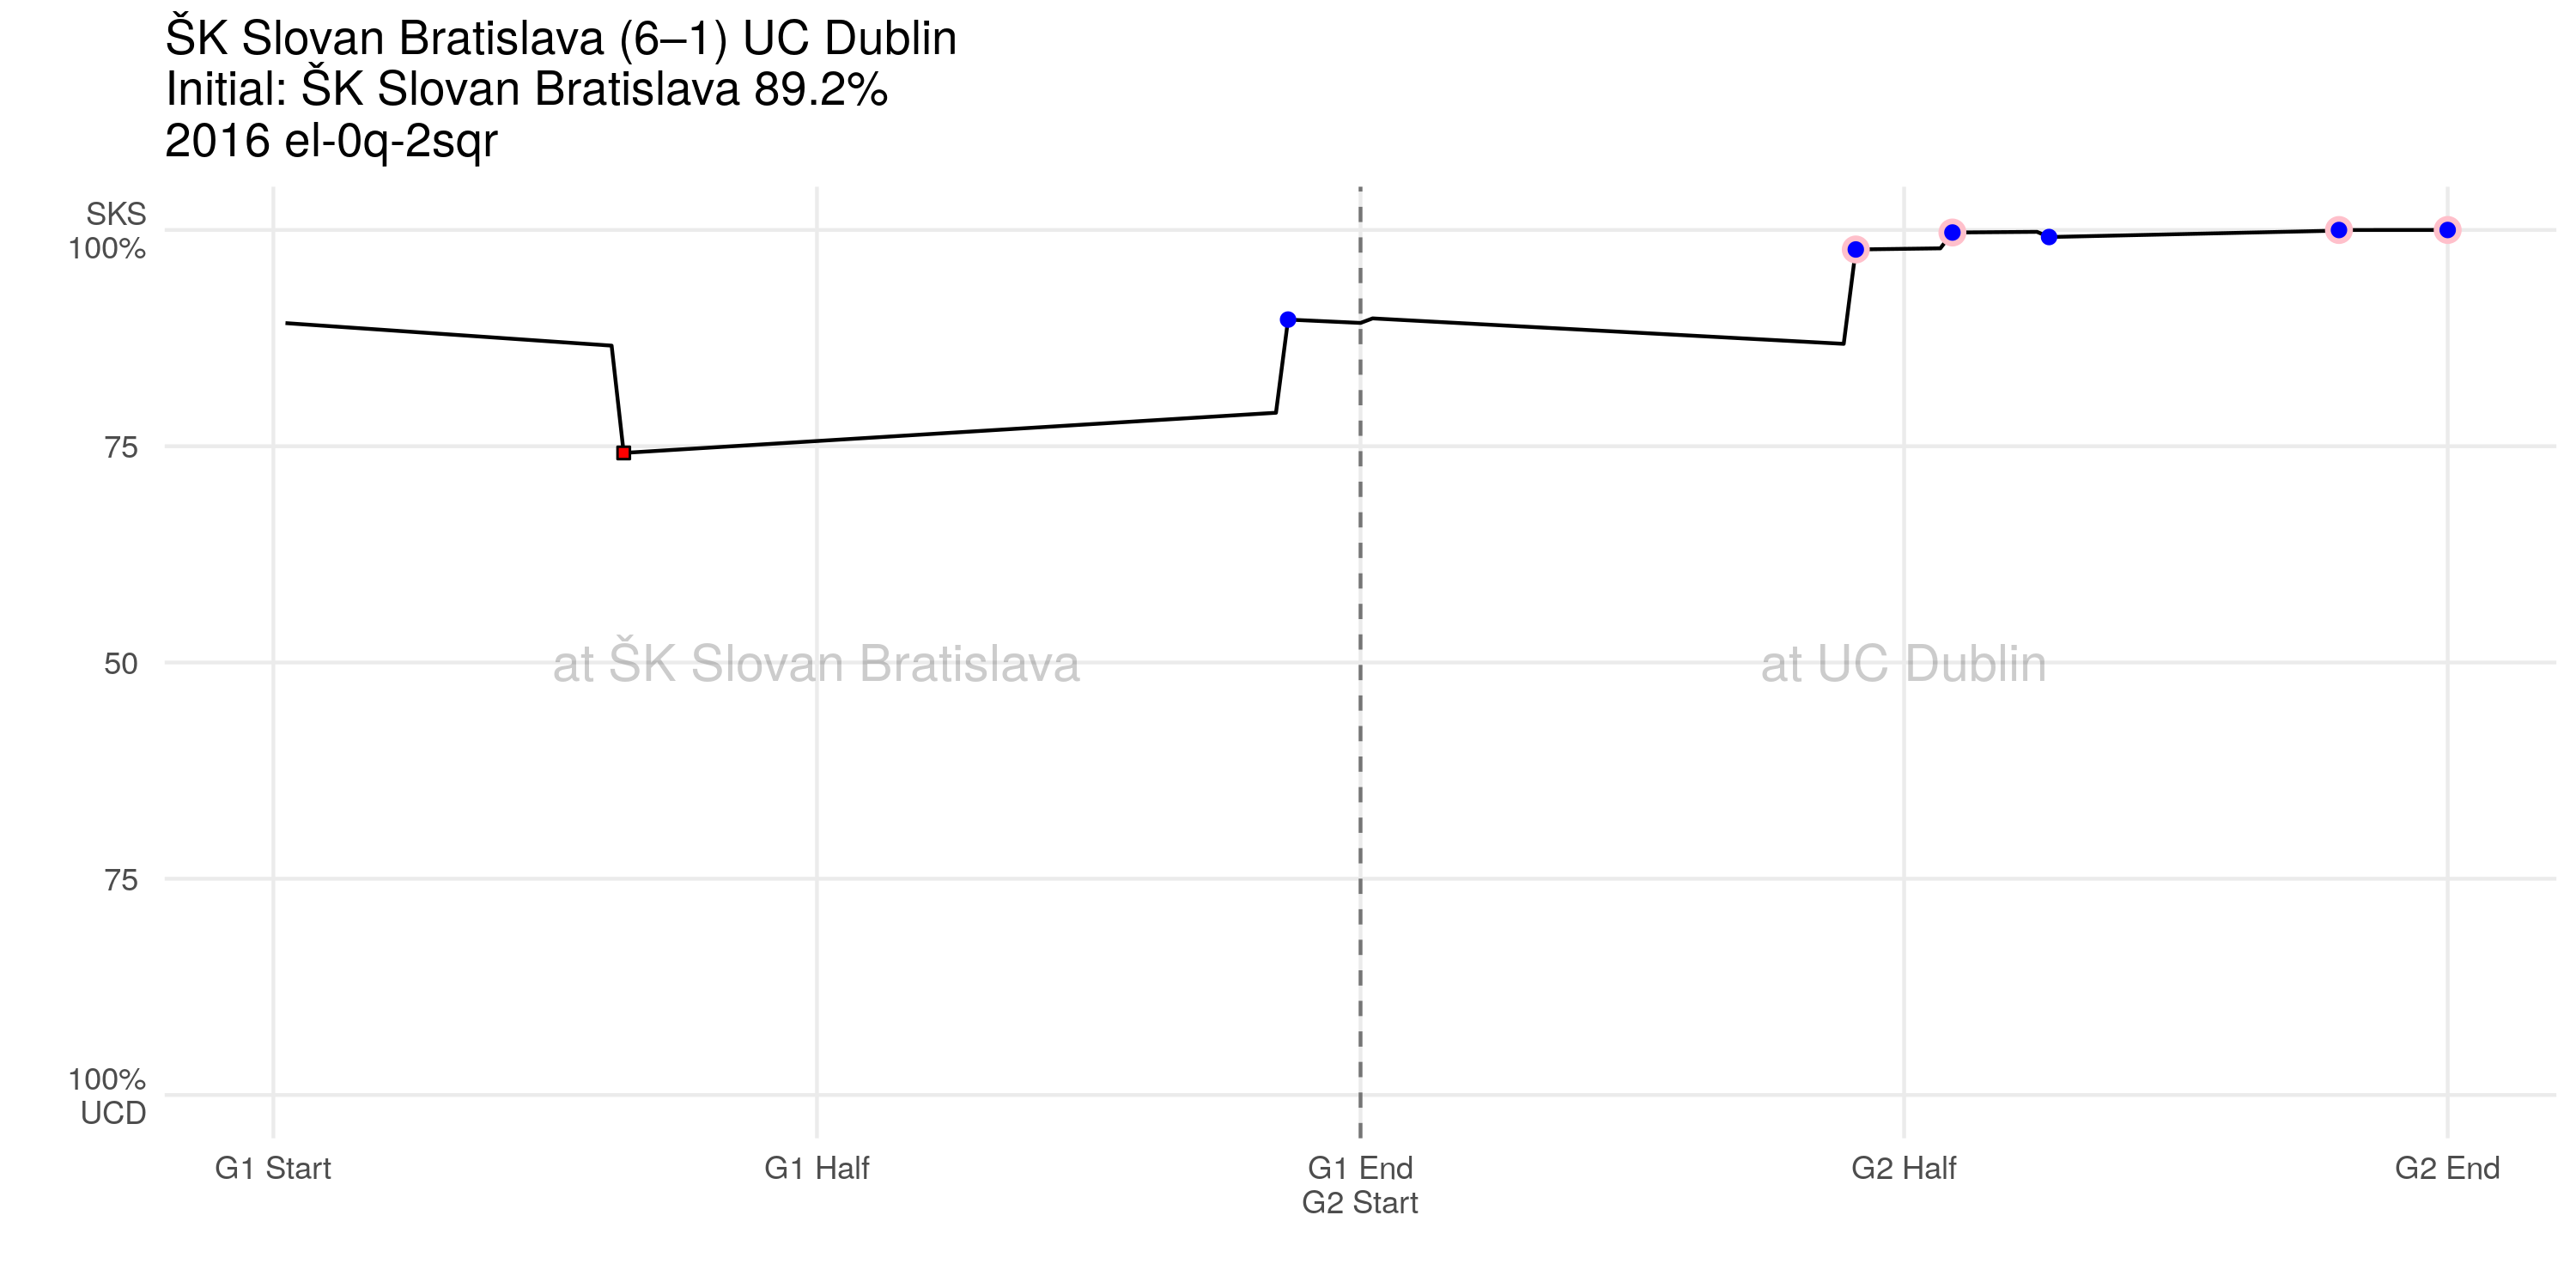 ŠK Slovan Bratislava (6–1) UC Dublin
Initial: ŠK Slovan Bratislava 89.2%
2016 el-0q-2sqr
SKS
100%
75
50
75
100%
UCD
at ŠK Slovan Bratislava
at UC Dublin
G1 Start
G1 Half
G1 End
G2 Start
G2 Half
G2 End